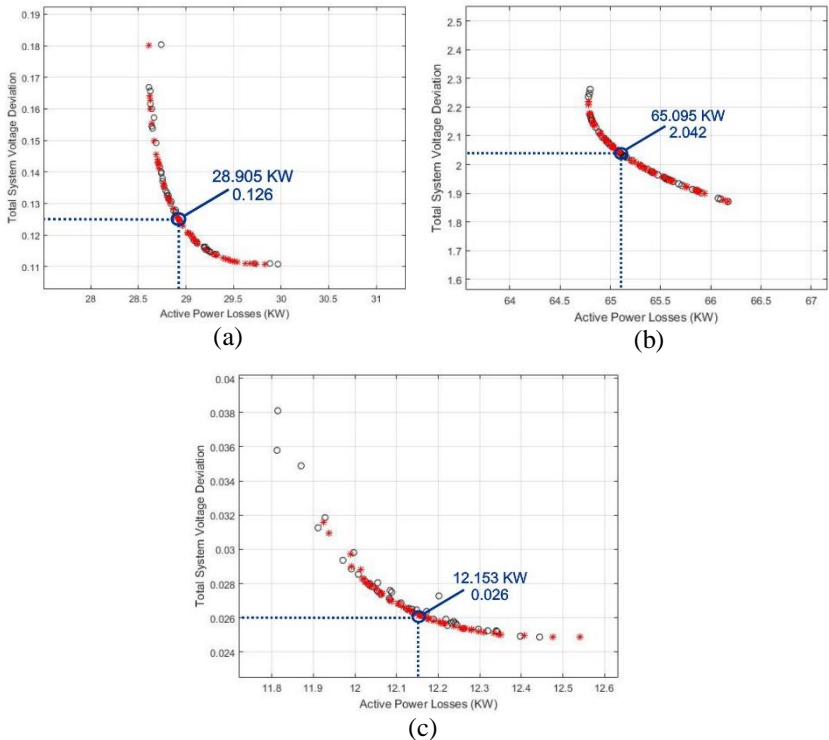 0.19
0.18
0.17
0.16
0.15
0.14
0.13
0.12
0.11
Total System Voltage Deviation
28.905 KW
0.126
28 28.5 29 29.5 30 30.5 31
Active Power Losses (KW)
(a)
2.5
2.4
2.3
2.2
2.1
2
1.9
1.8
1.7
1.6
Total System Voltage Deviation
65.095 KW
2.042
64 64.5 65 65.5 66 66.5 67
Active Power Losses (KW)
(b)
0.04
0.038
0.036
0.034
0.032
0.03
0.028
0.026
0.024
Total System Voltage Deviation
12.153 KW
0.026
11.8 11.9 12 12.1 12.2 12.3 12.4 12.5 12.6
Active Power Losses (KW)
(c)